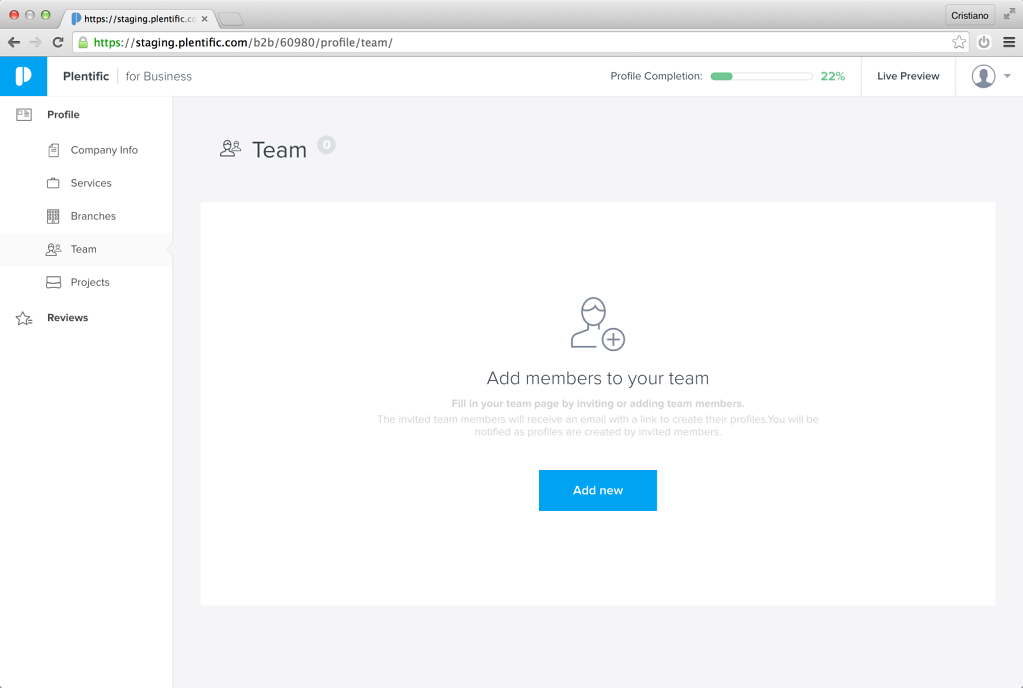 https://staging.plentific.co
Cristiano
https://staging.plentific.com/b2b/60980/profile/team/
Plentific
for Business
Profile Completion:
22%
Live Preview
Profile
Company Info
Services
Branches
Team
Projects
Reviews
Team
0
Add members to your team
Fill in your team page by inviting or adding team members.
The invited team members will receive an email with a link to create their profiles.You will be
notified as profiles are created by invited members.
Add new